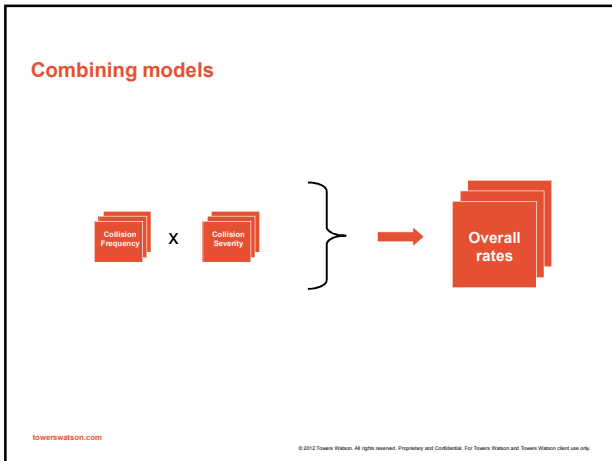 Combining models
Collision
Frequency
X
Collision
Severity
Overall
rates
towerswatson.com
© 2012 Towers Watson. All rights reserved. Proprietary and Confidential. For Towers Watson and Towers Watson client use only.